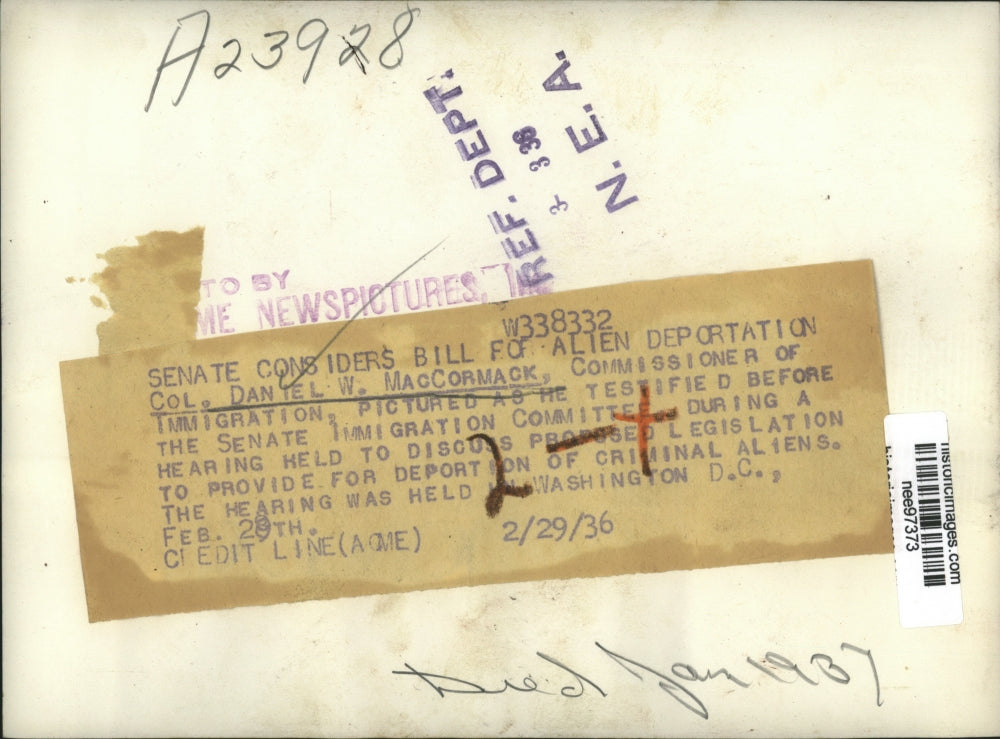 A23928
REF. DEPT.
3- 3 36
N. E. A.
TO BY
ME NEWSPICTURES,
W338332
SENATE CONSIDERS BILL FOR ALIEN DEPORTATION
COL. DANIEL W. MACCORMACK, COMMISSIONER OF
IMMIGRATION, PICTURED AS HE TESTIFIED BEFORE
THE SENATE IMMIGRATION COMMITTEE DURING A
HEARING HELD TO DISCUSS PROPOSED LEGISLATION
TO PROVIDE FOR DEPORTION OF CRIMINAL ALIENS.
THE HEARING WAS HELD IN WASHINGTON D.C.,
FEB. 29TH.
CREDIT LINE(ACME) 2/29/36
2-
Died Jan 1937
historicimages.com
nee97373